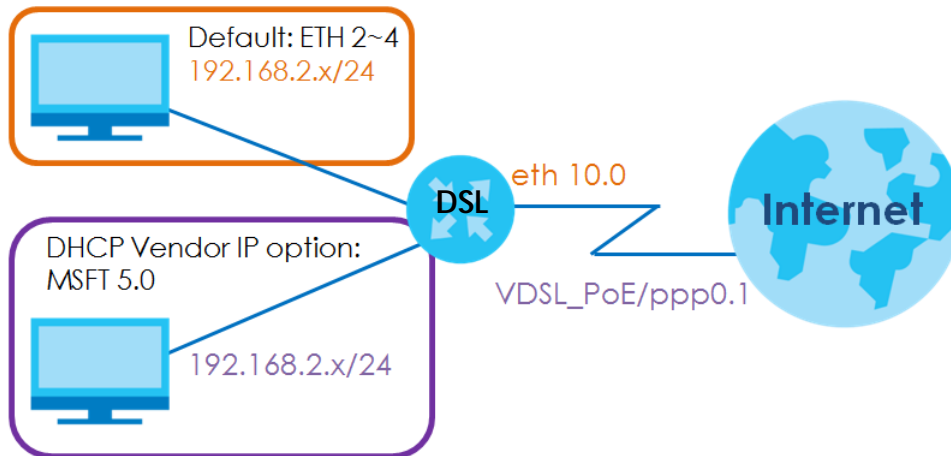 Default: ETH 2~4
192.168.2.x/24
DSL
eth 10.0
Internet
DHCP Vendor IP option:
MSFT 5.0
VDSL_PoE/ppp0.1
192.168.2.x/24